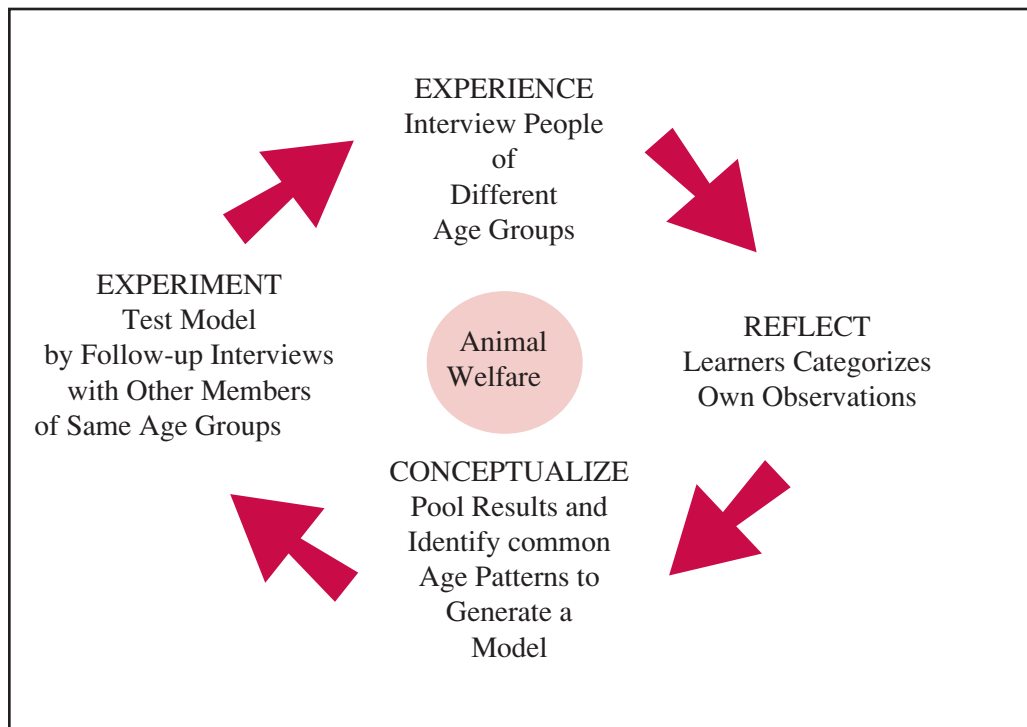 EXPERIENCE
Interview People
of
Different
Age Groups
REFLECT
Learners Categorizes
Own Observations
CONCEPTUALIZE
Pool Results and
Identify common
Age Patterns to
Generate a
Model
EXPERIMENT
Test Model
by Follow-up Interviews
with Other Members
of Same Age Groups
Animal
Welfare